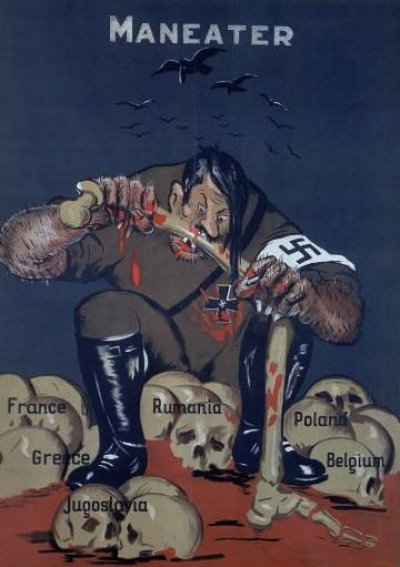 MANEATER
France
Rumania
Poland
Greece
Belgium
Jugoslavia